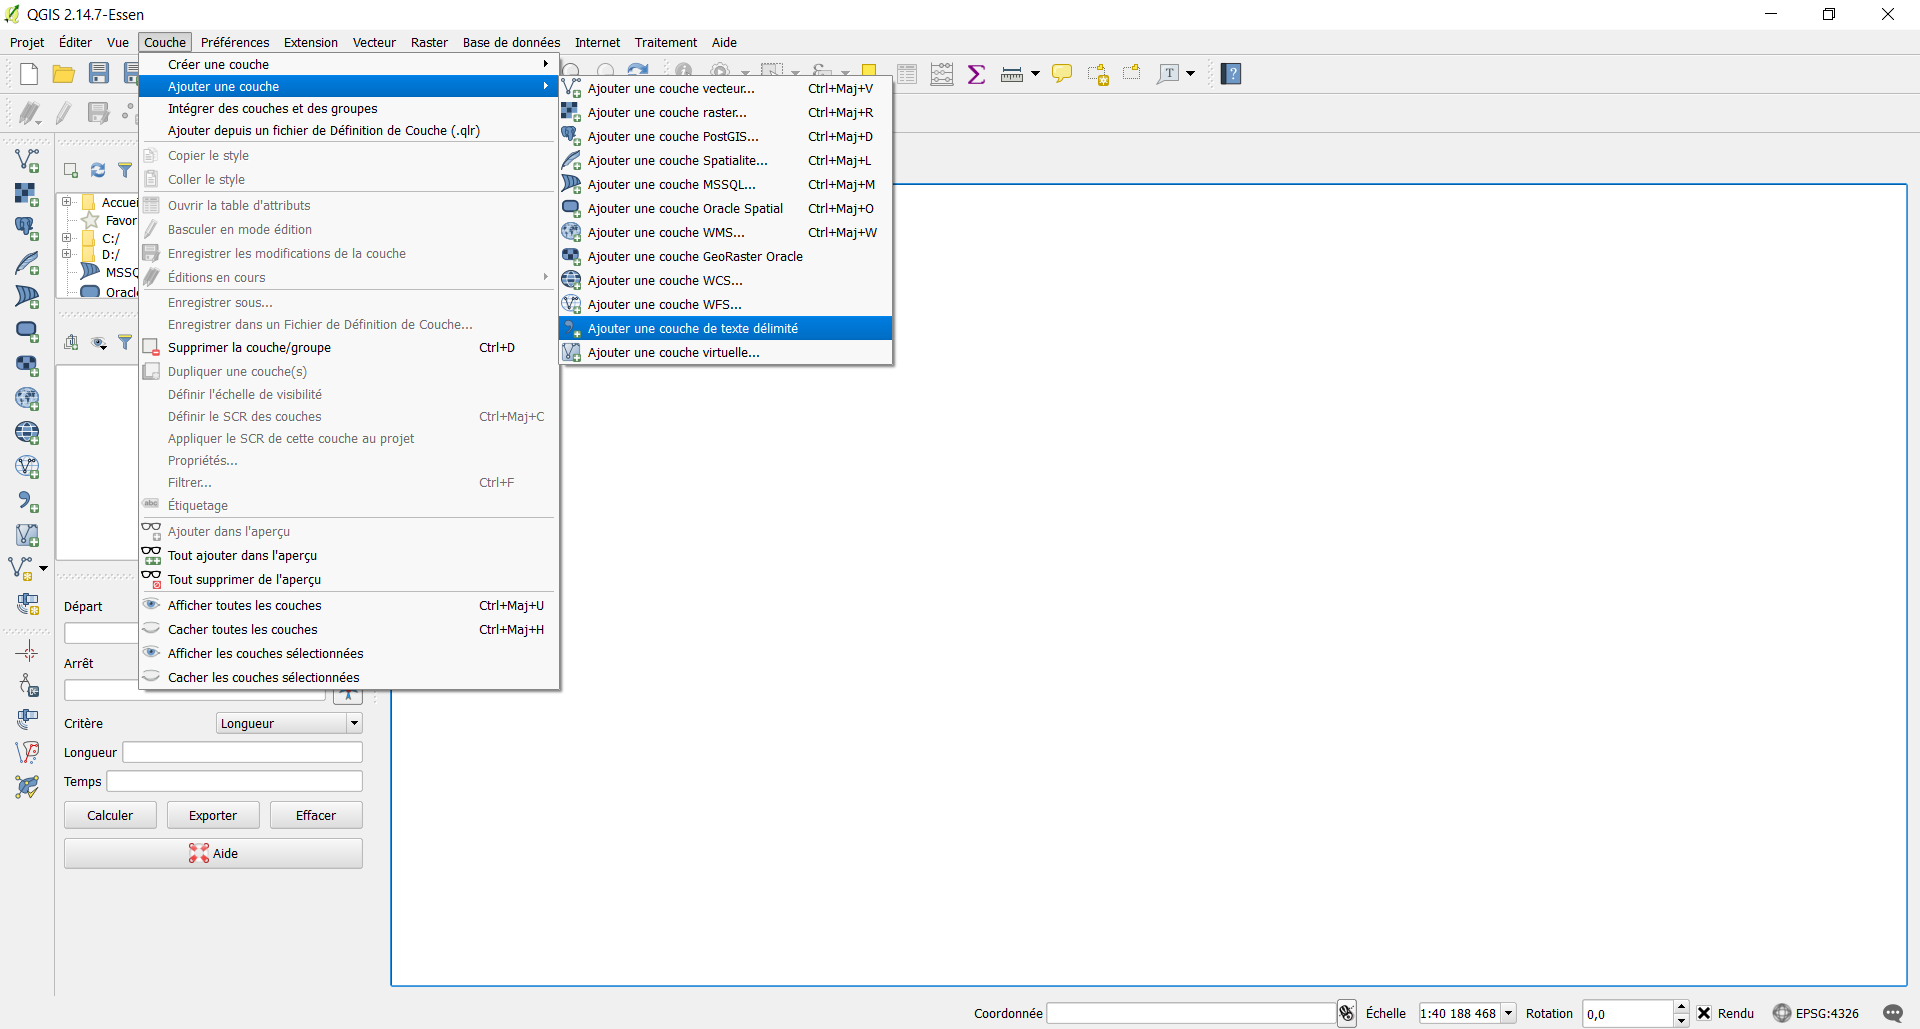 QGIS 2.14.7-Essen
Projet Éditer Vue Couche Préférences Extension Vecteur Raster Base de données Internet Traitement Aide
Créer une couche
Ajouter une couche
Intégrer des couches et des groupes
Ajouter depuis un fichier de Définition de Couche (.qlr)
Copier le style
Coller le style
Ouvrir la table d'attributs
Basculer en mode édition
Enregistrer les modifications de la couche
Éditions en cours
Enregistrer sous...
Enregistrer dans un Fichier de Définition de Couche...
Supprimer la couche/groupe Ctrl+D
Dupliquer une couche(s)
Définir l'échelle de visibilité
Définir le SCR des couches Ctrl+Maj+C
Appliquer le SCR de cette couche au projet
Propriétés...
Filtrer... Ctrl+F
abc Étiquetage
Ajouter dans l'aperçu
Tout ajouter dans l'aperçu
Tout supprimer de l'aperçu
Afficher toutes les couches Ctrl+Maj+U
Cacher toutes les couches Ctrl+Maj+H
Afficher les couches sélectionnées
Cacher les couches sélectionnées
Ajouter une couche vecteur... Ctrl+Maj+V
Ajouter une couche raster... Ctrl+Maj+R
Ajouter une couche PostGIS... Ctrl+Maj+D
Ajouter une couche Spatialite... Ctrl+Maj+L
Ajouter une couche MSSQL... Ctrl+Maj+M
Ajouter une couche Oracle Spatial Ctrl+Maj+O
Ajouter une couche WMS... Ctrl+Maj+W
Ajouter une couche GeoRaster Oracle
Ajouter une couche WCS...
Ajouter une couche WFS...
Ajouter une couche de texte délimité
Ajouter une couche virtuelle...
Accuei
Favor
C:/
D:/
MSSQ
Oracle
Départ
Arrêt
Critère Longueur
Longueur
Temps
Calculer Exporter Effacer
Aide
Coordonnée Échelle 1:40 188 468 Rotation 0,0 Rendu EPSG:4326